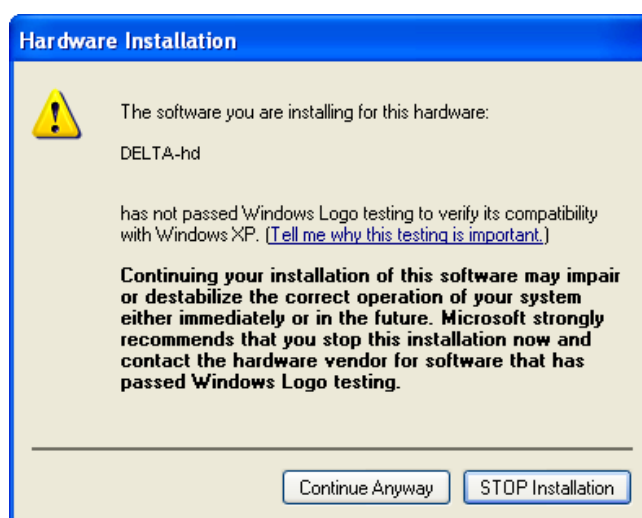 Hardware Installation
The software you are installing for this hardware:
DELTA-hd
has not passed Windows Logo testing to verify its compatibility
with Windows XP. (Tell me why this testing is important.)
Continuing your installation of this software may impair
or destabilize the correct operation of your system
either immediately or in the future. Microsoft strongly
recommends that you stop this installation now and
contact the hardware vendor for software that has
passed Windows Logo testing.
Continue Anyway
STOP Installation